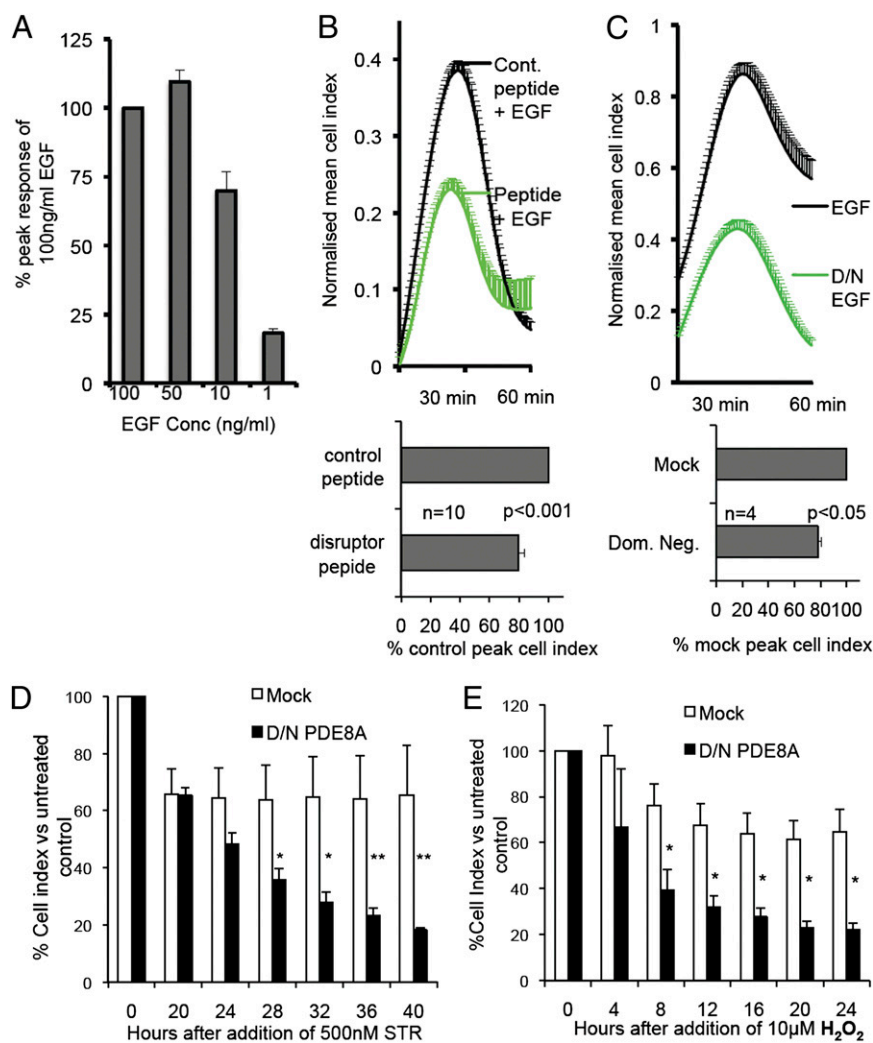 A
% peak response of
100ng/ml EGF
125
100
75
50
25
0
100 50 10 1
EGF Conc (ng/ml)
B
Normalised mean cell index
0.4
0.3
0.2
0.1
0
Cont.
peptide
+ EGF
Peptide
+ EGF
30 min 60 min
control
peptide
n=10 p<0.001
disruptor
pepide
0 20 40 60 80 100
% control peak cell index
C
Normalised mean cell index
1
0.8
0.6
0.4
0.2
0
EGF
D/N
EGF
30 min 60 min
Mock
n=4 p<0.05
Dom. Neg.
0 20 40 60 80 100
% mock peak cell index
D
% Cell index vs untreated
control
100
80
60
40
20
0
Mock
D/N PDE8A
* * ** **
0 20 24 28 32 36 40
Hours after addition of 500nM STR
E
%Cell Index vs untreated
control
120
100
80
60
40
20
0
Mock
D/N PDE8A
* * * * *
0 4 8 12 16 20 24
Hours after addition of 10µM H₂O₂